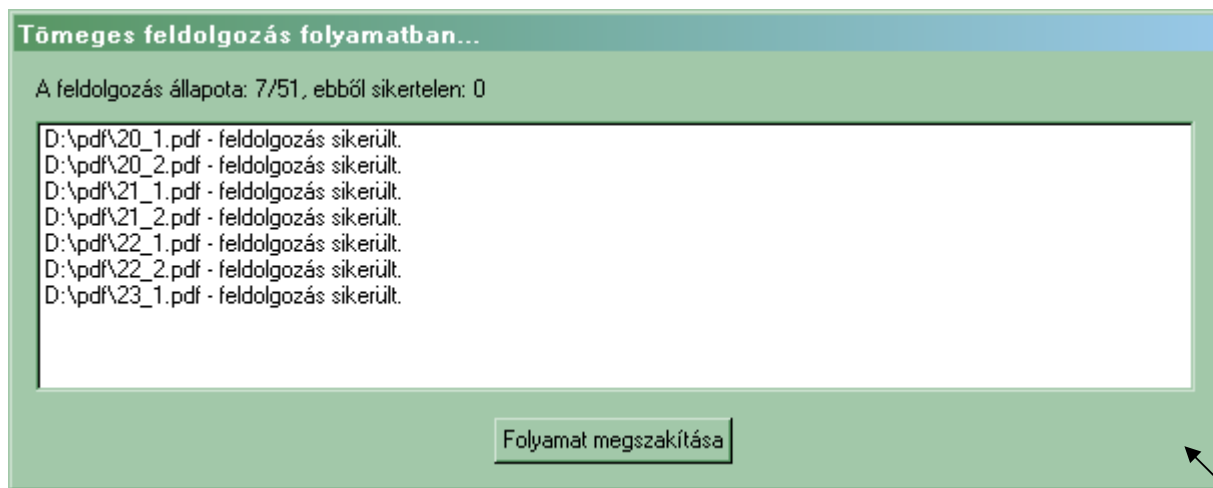 Tömeges feldolgozás folyamatban...
A feldolgozás állapota: 7/51, ebből sikertelen: 0
D:\pdf\20_1.pdf - feldolgozás sikerült.
D:\pdf\20_2.pdf - feldolgozás sikerült.
D:\pdf\21_1.pdf - feldolgozás sikerült.
D:\pdf\21_2.pdf - feldolgozás sikerült.
D:\pdf\22_1.pdf - feldolgozás sikerült.
D:\pdf\22_2.pdf - feldolgozás sikerült.
D:\pdf\23_1.pdf - feldolgozás sikerült.
Folyamat megszakítása